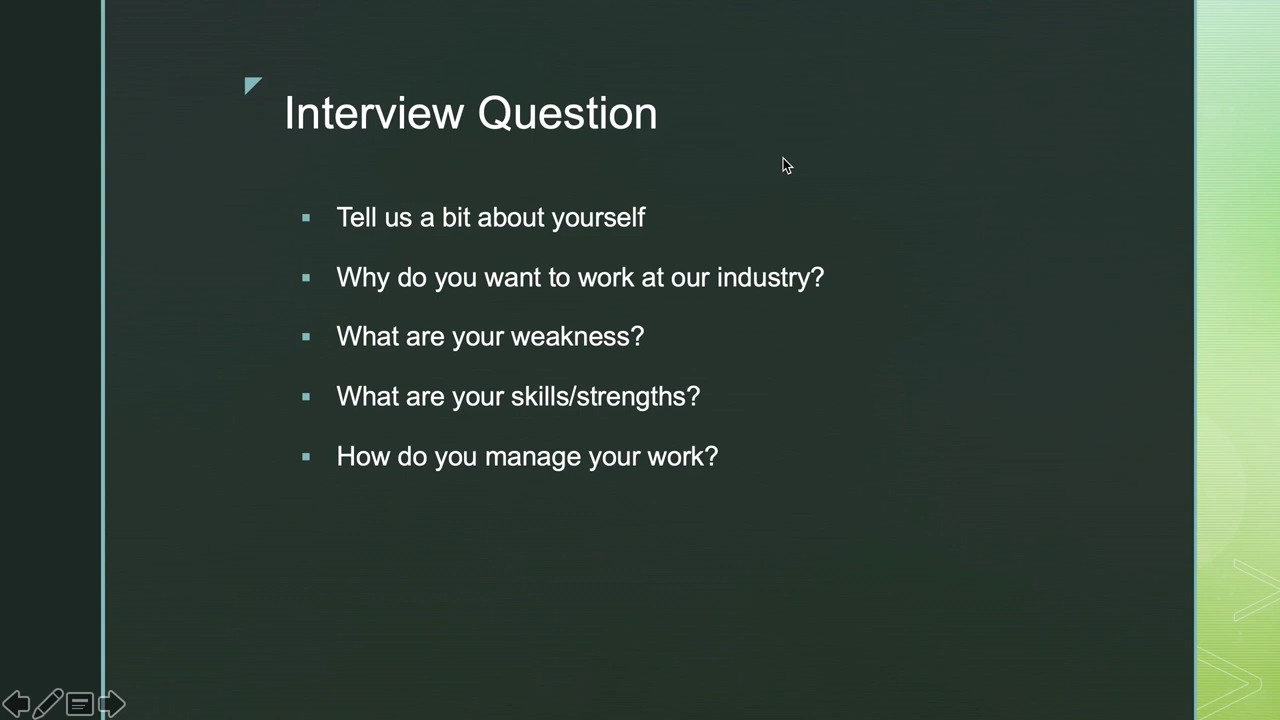 Interview Question
Tell us a bit about yourself
Why do you want to work at our industry?
What are your weakness?
What are your skills/strengths?
How do you manage your work?